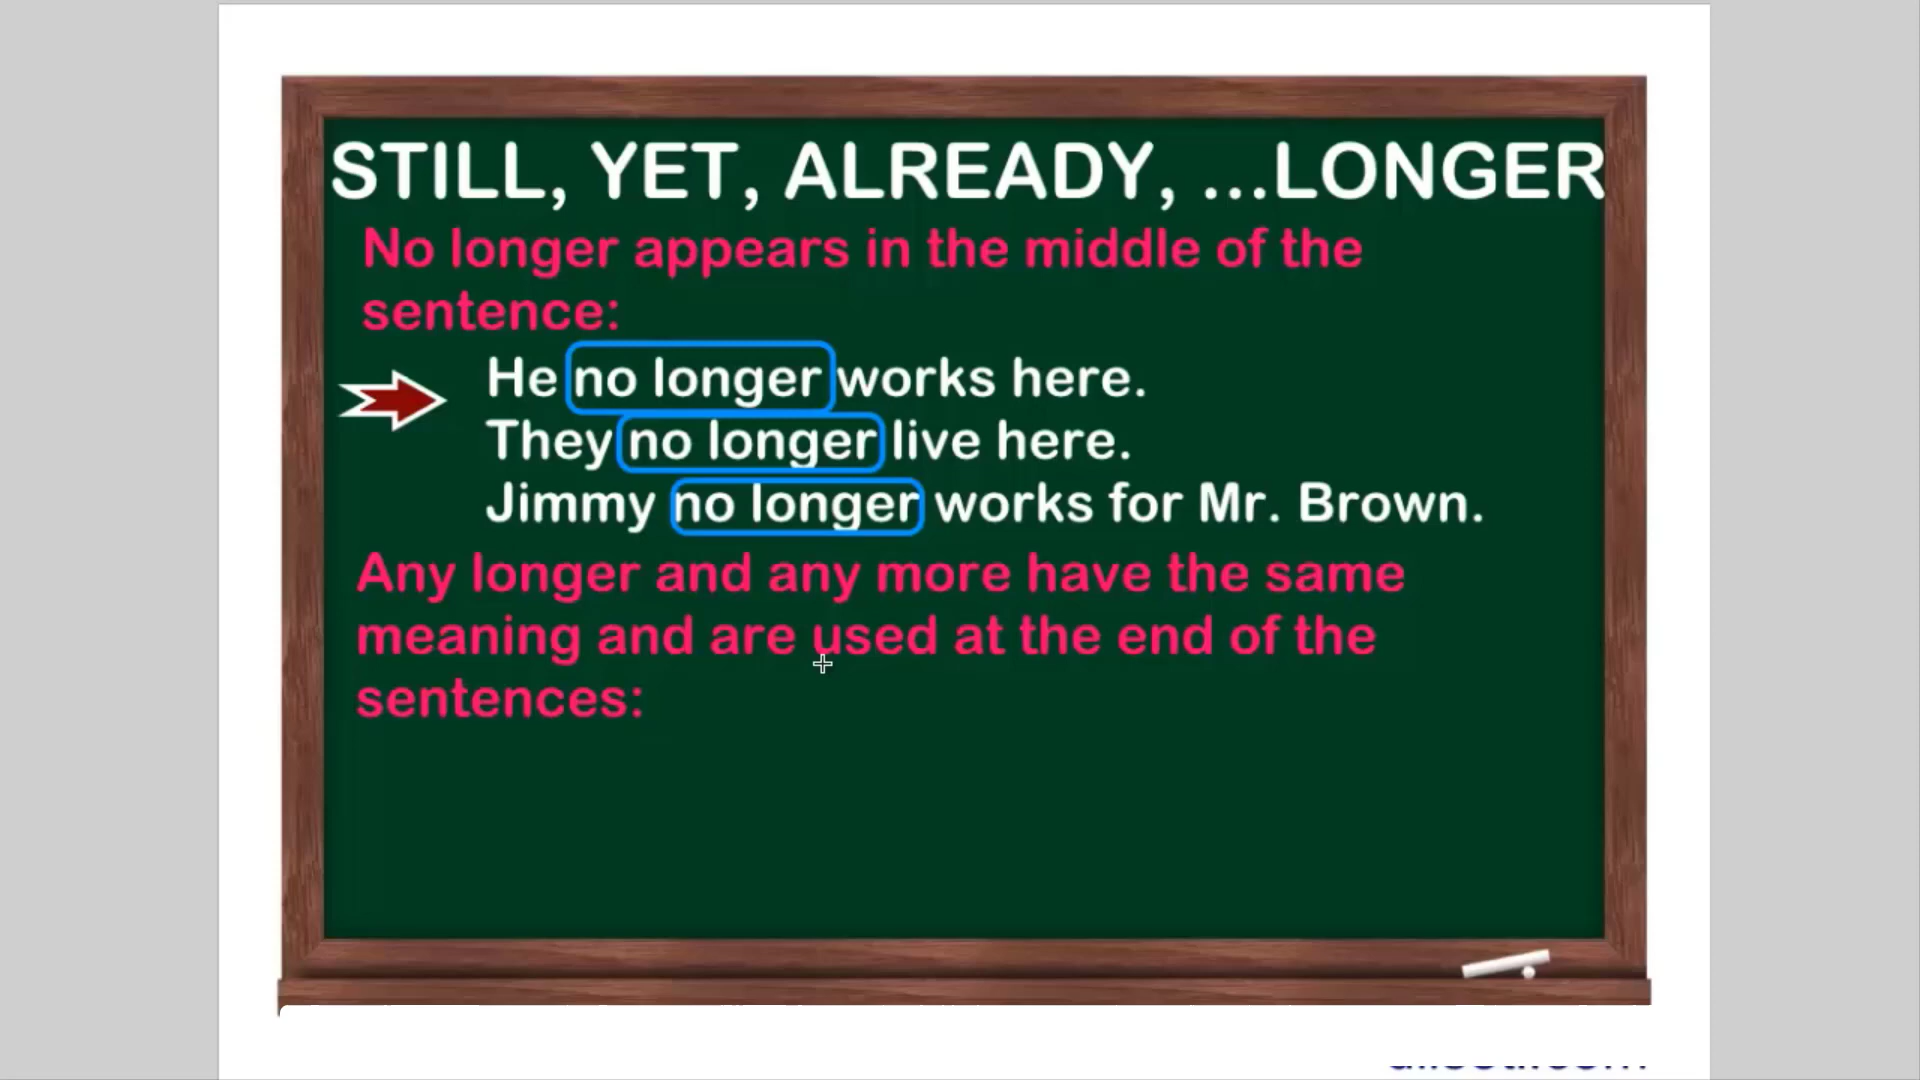 STILL, YET, ALREADY, ...LONGER
No longer appears in the middle of the
sentence:
He no longer works here.
They no longer live here.
Jimmy no longer works for Mr. Brown.
Any longer and any more have the same
meaning and are used at the end of the
sentences: